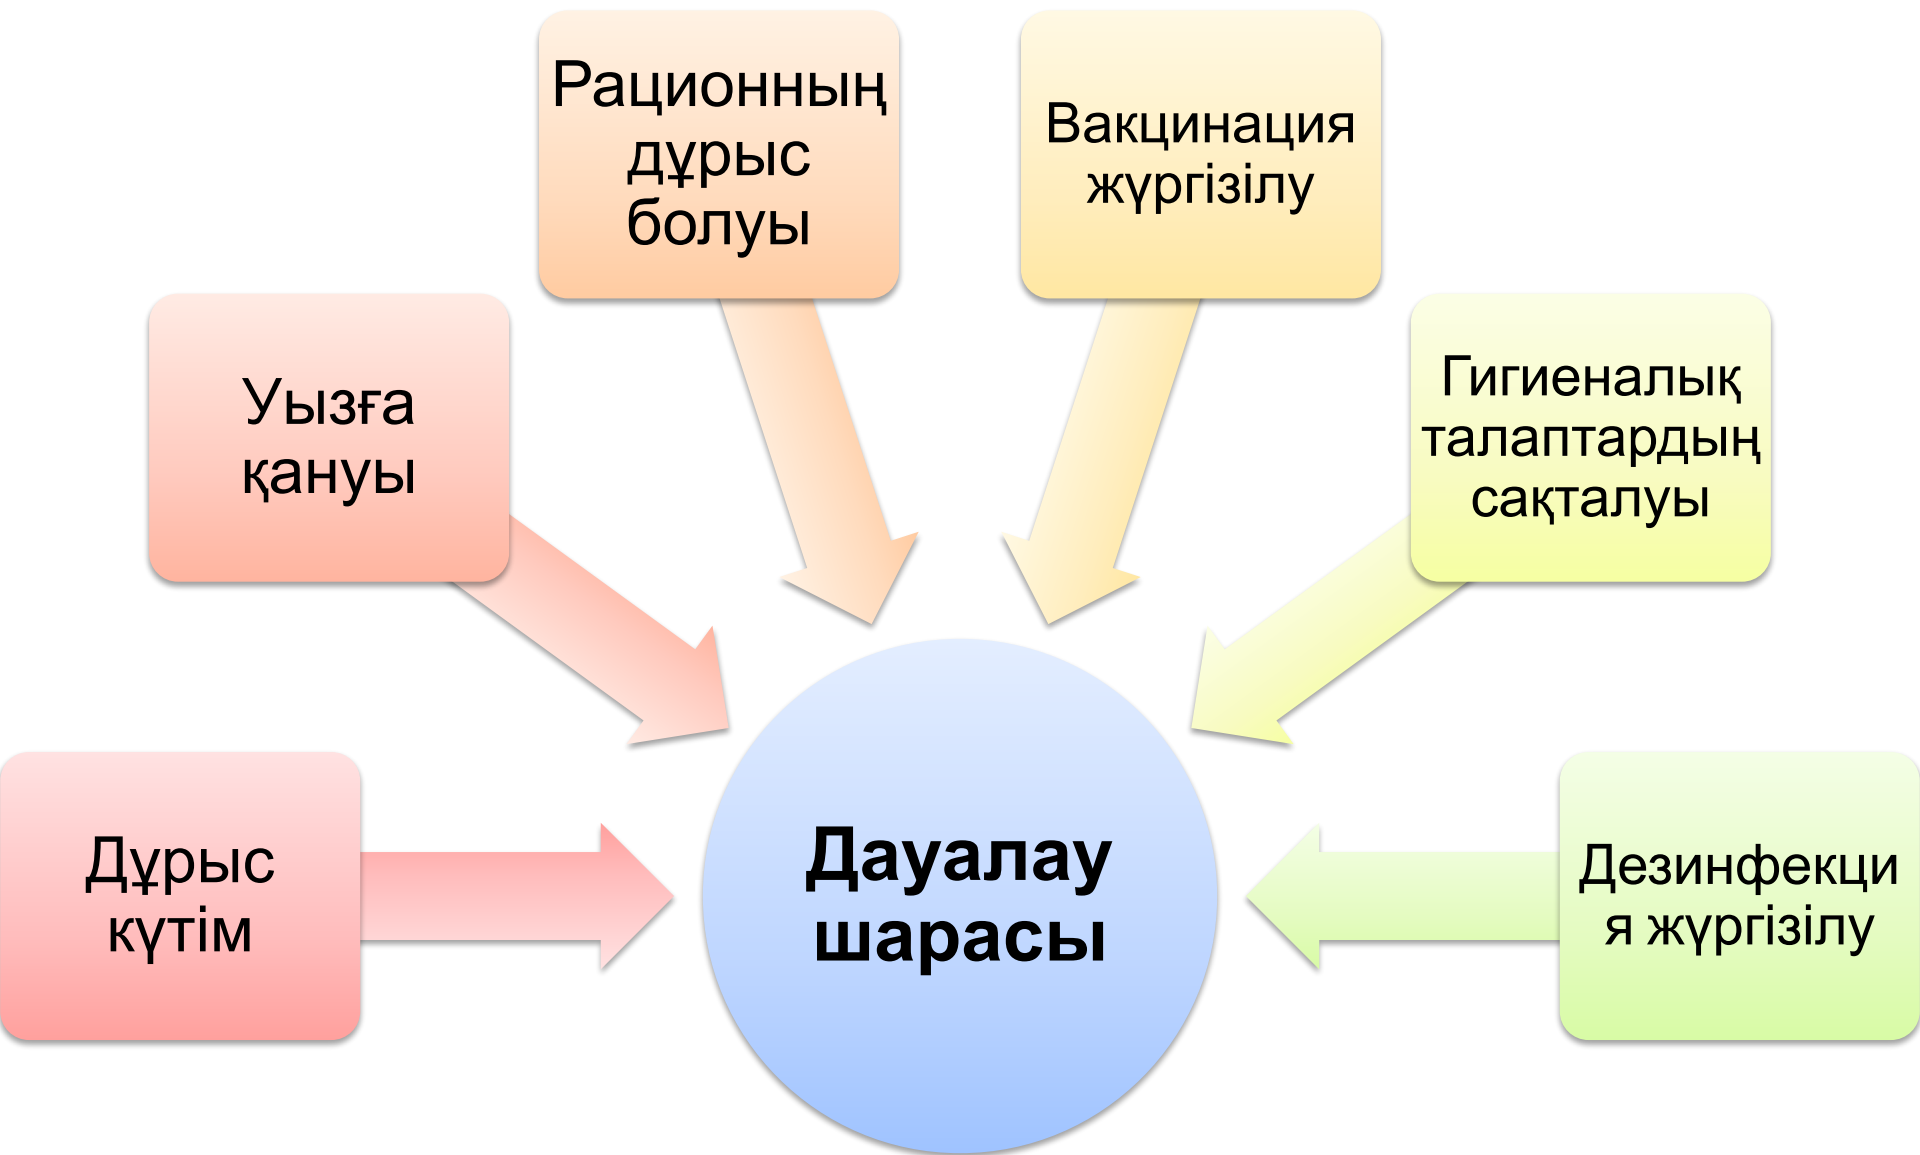 Рационның
дұрыс
болуы
Вакцинация
жүргізілу
Уызға
қануы
Гигиеналық
талаптардың
сақталуы
Дұрыс
күтім
Дауалау
шарасы
Дезинфекци
я жүргізілу